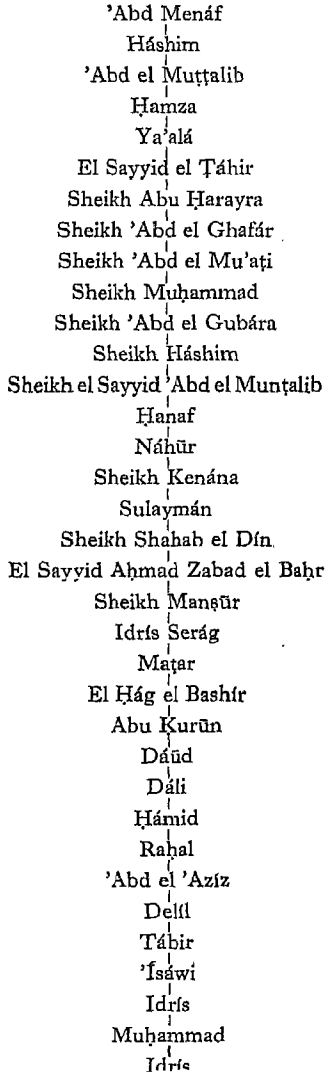 ’Abd Menáf
Háshim
’Abd el Muṭṭalib
Ḥamza
Ya’alá
El Sayyid el Ṭáhir
Sheikh Abu Ḥarayra
Sheikh ’Abd el Ghafár
Sheikh ’Abd el Mu’aṭi
Sheikh Muḥammad
Sheikh ’Abd el Gubára
Sheikh Háshim
Sheikh el Sayyid ’Abd el Munṭalib
Ḥanaf
Náhūr
Sheikh Kenána
Sulaymán
Sheikh Shahab el Dín
El Sayyid Aḥmad Zabad el Baḥr
Sheikh Manṣūr
Idrís Serág
Maṭar
El Ḥág el Bashír
Abu Ḳurūn
Dáūd
Dáli
Ḥámid
Raḥal
’Abd el ’Azíz
Delíl
Tábir
’Ísáwi
Idrís
Muḥammad
Idrís